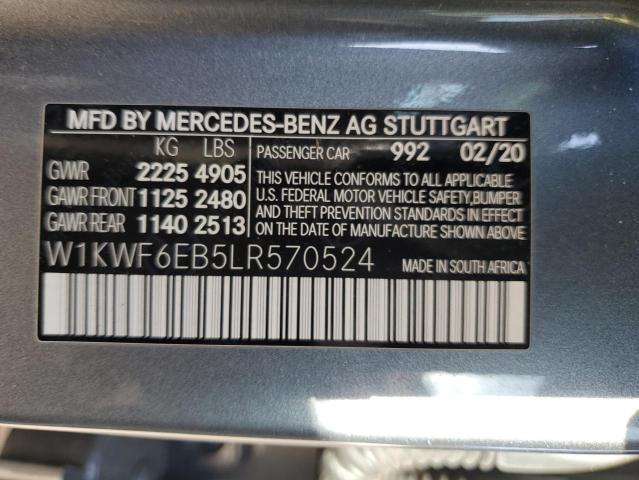 MFD BY MERCEDES-BENZ AG STUTTGART
KG LBS
GWR 2225 4905
GAWR FRONT 1125 2480
GAWR REAR 1140 2513
PASSENGER CAR 992 02/20
THIS VEHICLE CONFORMS TO ALL APPLICABLE
U.S. FEDERAL MOTOR VEHICLE SAFETY,BUMPER
AND THEFT PREVENTION STANDARDS IN EFFECT
ON THE DATE OF MANUFACTURE SHOWN ABOVE.
W1KWF6EB5LR570524 MADE IN SOUTH AFRICA